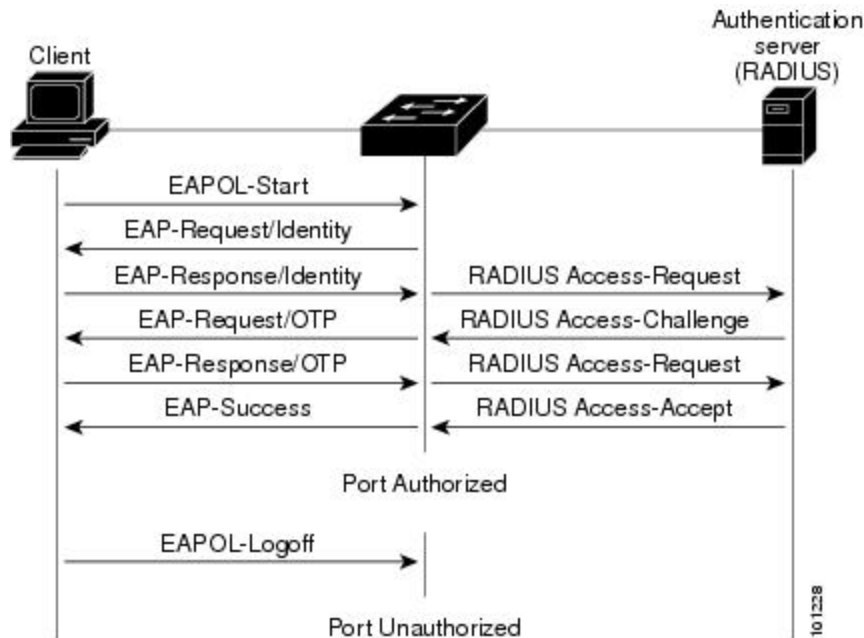 Authentication
server
(RADIUS)
Client
EAPOL-Start
EAP-Request/Identity
EAP-Response/Identity
RADIUS Access-Request
EAP-Request/OTP
RADIUS Access-Challenge
EAP-Response/OTP
RADIUS Access-Request
EAP-Success
RADIUS Access-Accept
Port Authorized
EAPOL-Logoff
Port Unauthorized
101228